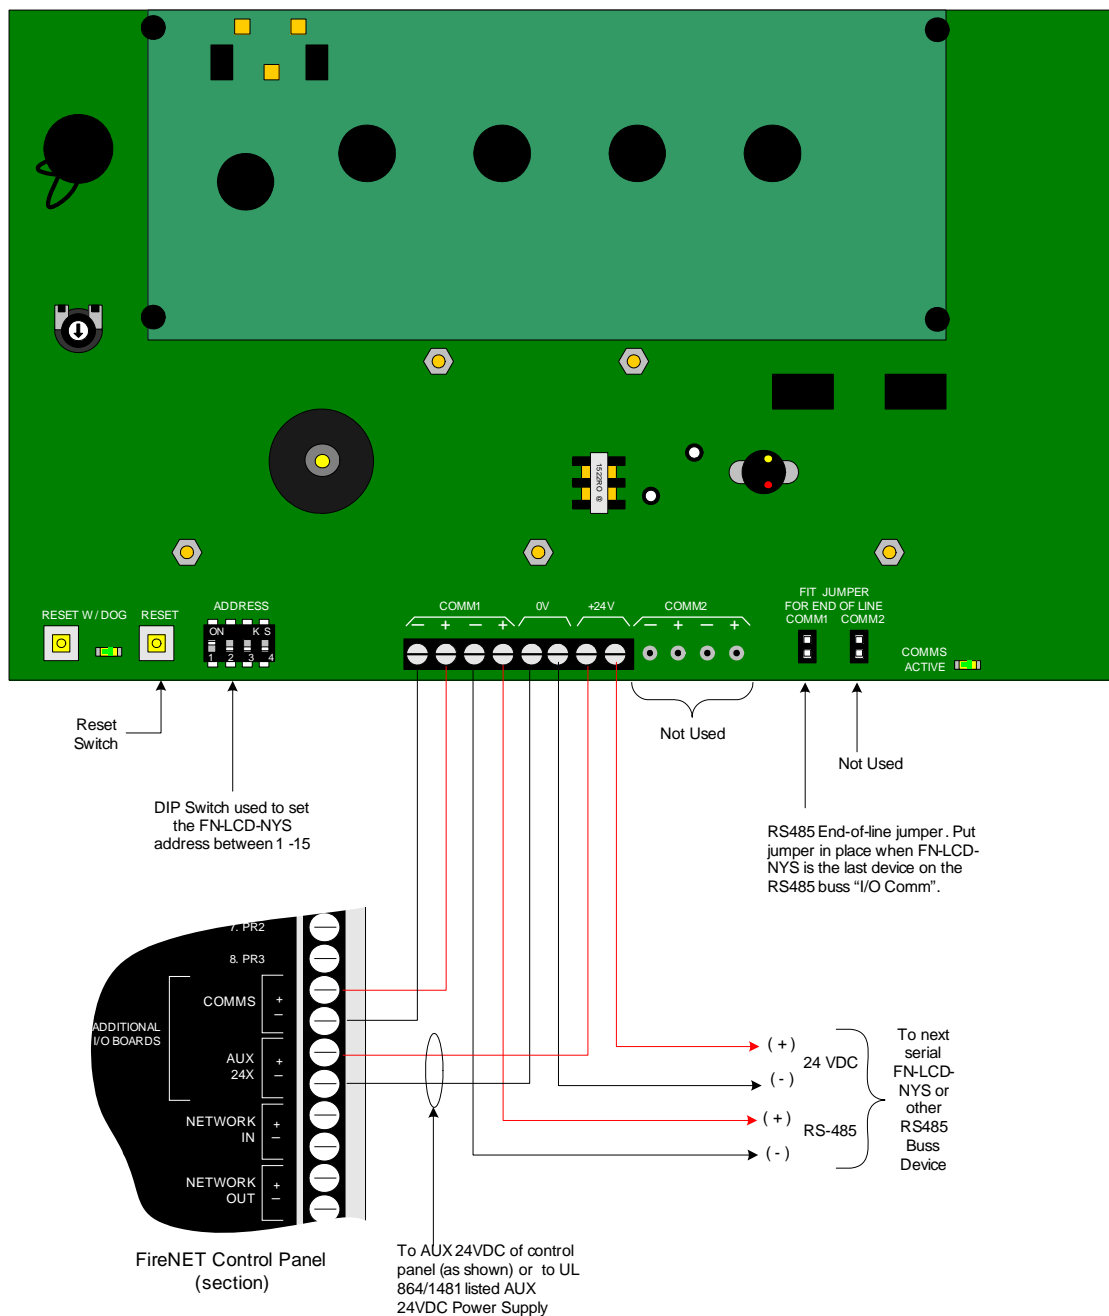 1522RO @
RESET W/ DOG
RESET
ADDRESS
ON
K S
1 2 3 4
COMM1
0V
+24V
COMM2
– + – +
– + – +
FIT JUMPER
FOR END OF LINE
COMM1 COMM2
COMMS
ACTIVE
Reset
Switch
DIP Switch used to set
the FN-LCD-NYS
address between 1 -15
Not Used
Not Used
RS485 End-of-line jumper. Put
jumper in place when FN-LCD-
NYS is the last device on the
RS485 buss “I/O Comm”.
7. PR2
8. PR3
ADDITIONAL
I/O BOARDS
COMMS
+
–
AUX
24X
+
–
NETWORK
IN
+
–
NETWORK
OUT
+
–
FireNET Control Panel
(section)
To AUX 24VDC of control
panel (as shown) or to UL
864/1481 listed AUX
24VDC Power Supply
(+)
24 VDC
(-)
(+)
RS-485
(-)
To next
serial
FN-LCD-
NYS or
other
RS485
Buss
Device